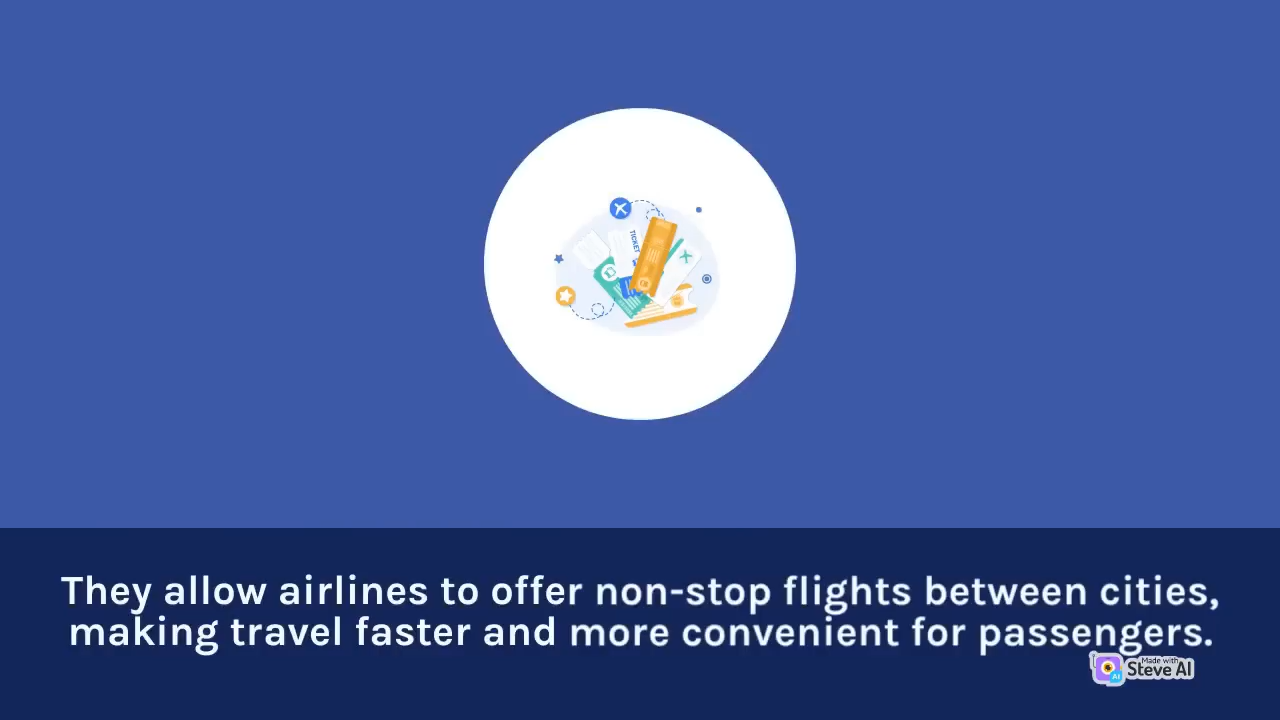 TICKET
They allow airlines to offer non-stop flights between cities,
making travel faster and more convenient for passengers.
Made with
Steve AI
AI